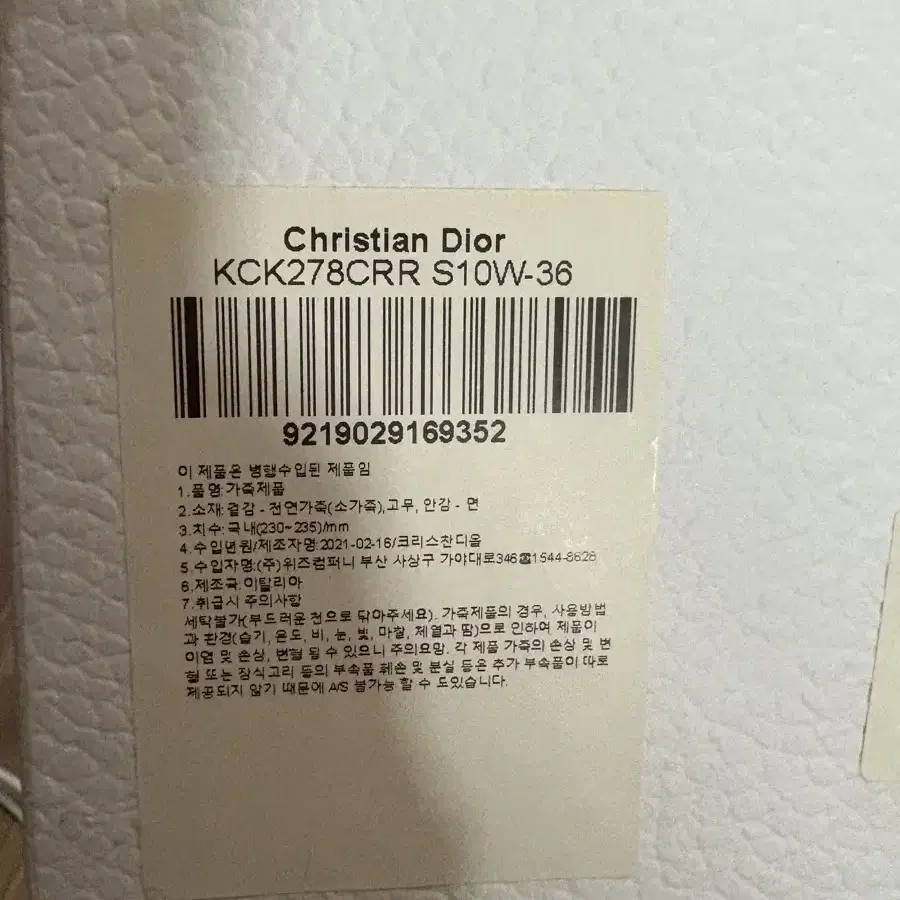 Christian Dior
KCK278CRR S10W-36
9219029169352
이 제품은 병행수입된 제품임
1.품명:가죽제품
2.소재:겉감 - 천연가죽(소가죽),고무, 안감 - 면
3.치수:국내(230~235)/mm
4.수입년원/제조자명:2021-02-16/크리스찬디올
5.수입자명:(주)위즈컴퍼니 부산 사상구 가야대로346☎1544-8628
6.제조국:이탈리아
7.취급시 주의사항
세탁불가(부드러운 천으로 닦아주세요). 가죽제품의 경우, 사용방법
과 환경(습기, 온도, 비, 눈, 빛, 마찰, 체열과 땀)으로 인하여 제품이
이염 및 손상, 변형 될 수 있으니 주의요망. 각 제품 가죽의 손상 및 변
형 또는 장식고리 등의 부속품 훼손 및 분실 등은 추가 부속품이 따로
제공되지 않기 때문에 AS 불가능 할 수 도있습니다.